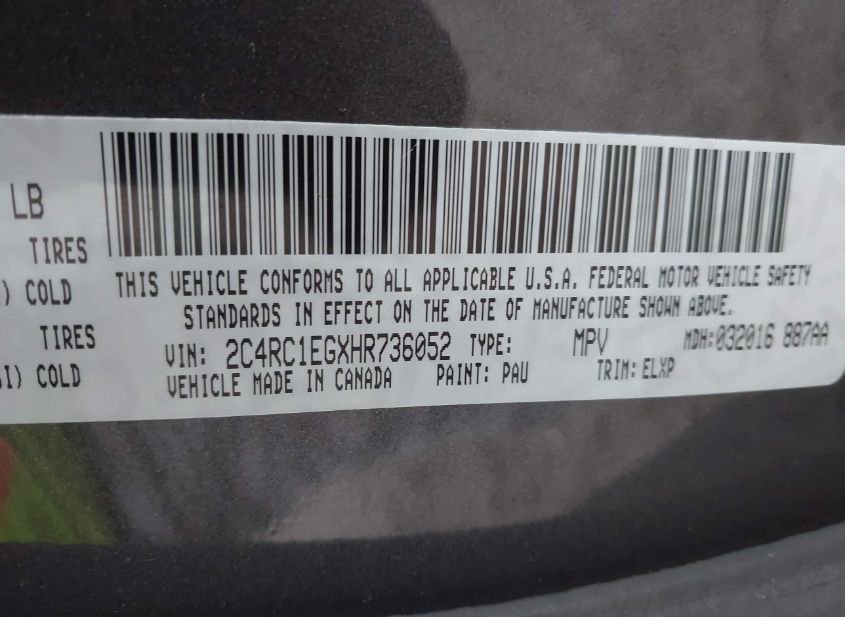 LB
TIRES
) COLD
TIRES
I) COLD
THIS VEHICLE CONFORMS TO ALL APPLICABLE U.S.A. FEDERAL MOTOR VEHICLE SAFETY
STANDARDS IN EFFECT ON THE DATE OF MANUFACTURE SHOWN ABOVE.
VIN: 2C4RC1EGXHR736052 TYPE: MPV MDH:032016 887AA
VEHICLE MADE IN CANADA PAINT: PAU TRIM: ELXP